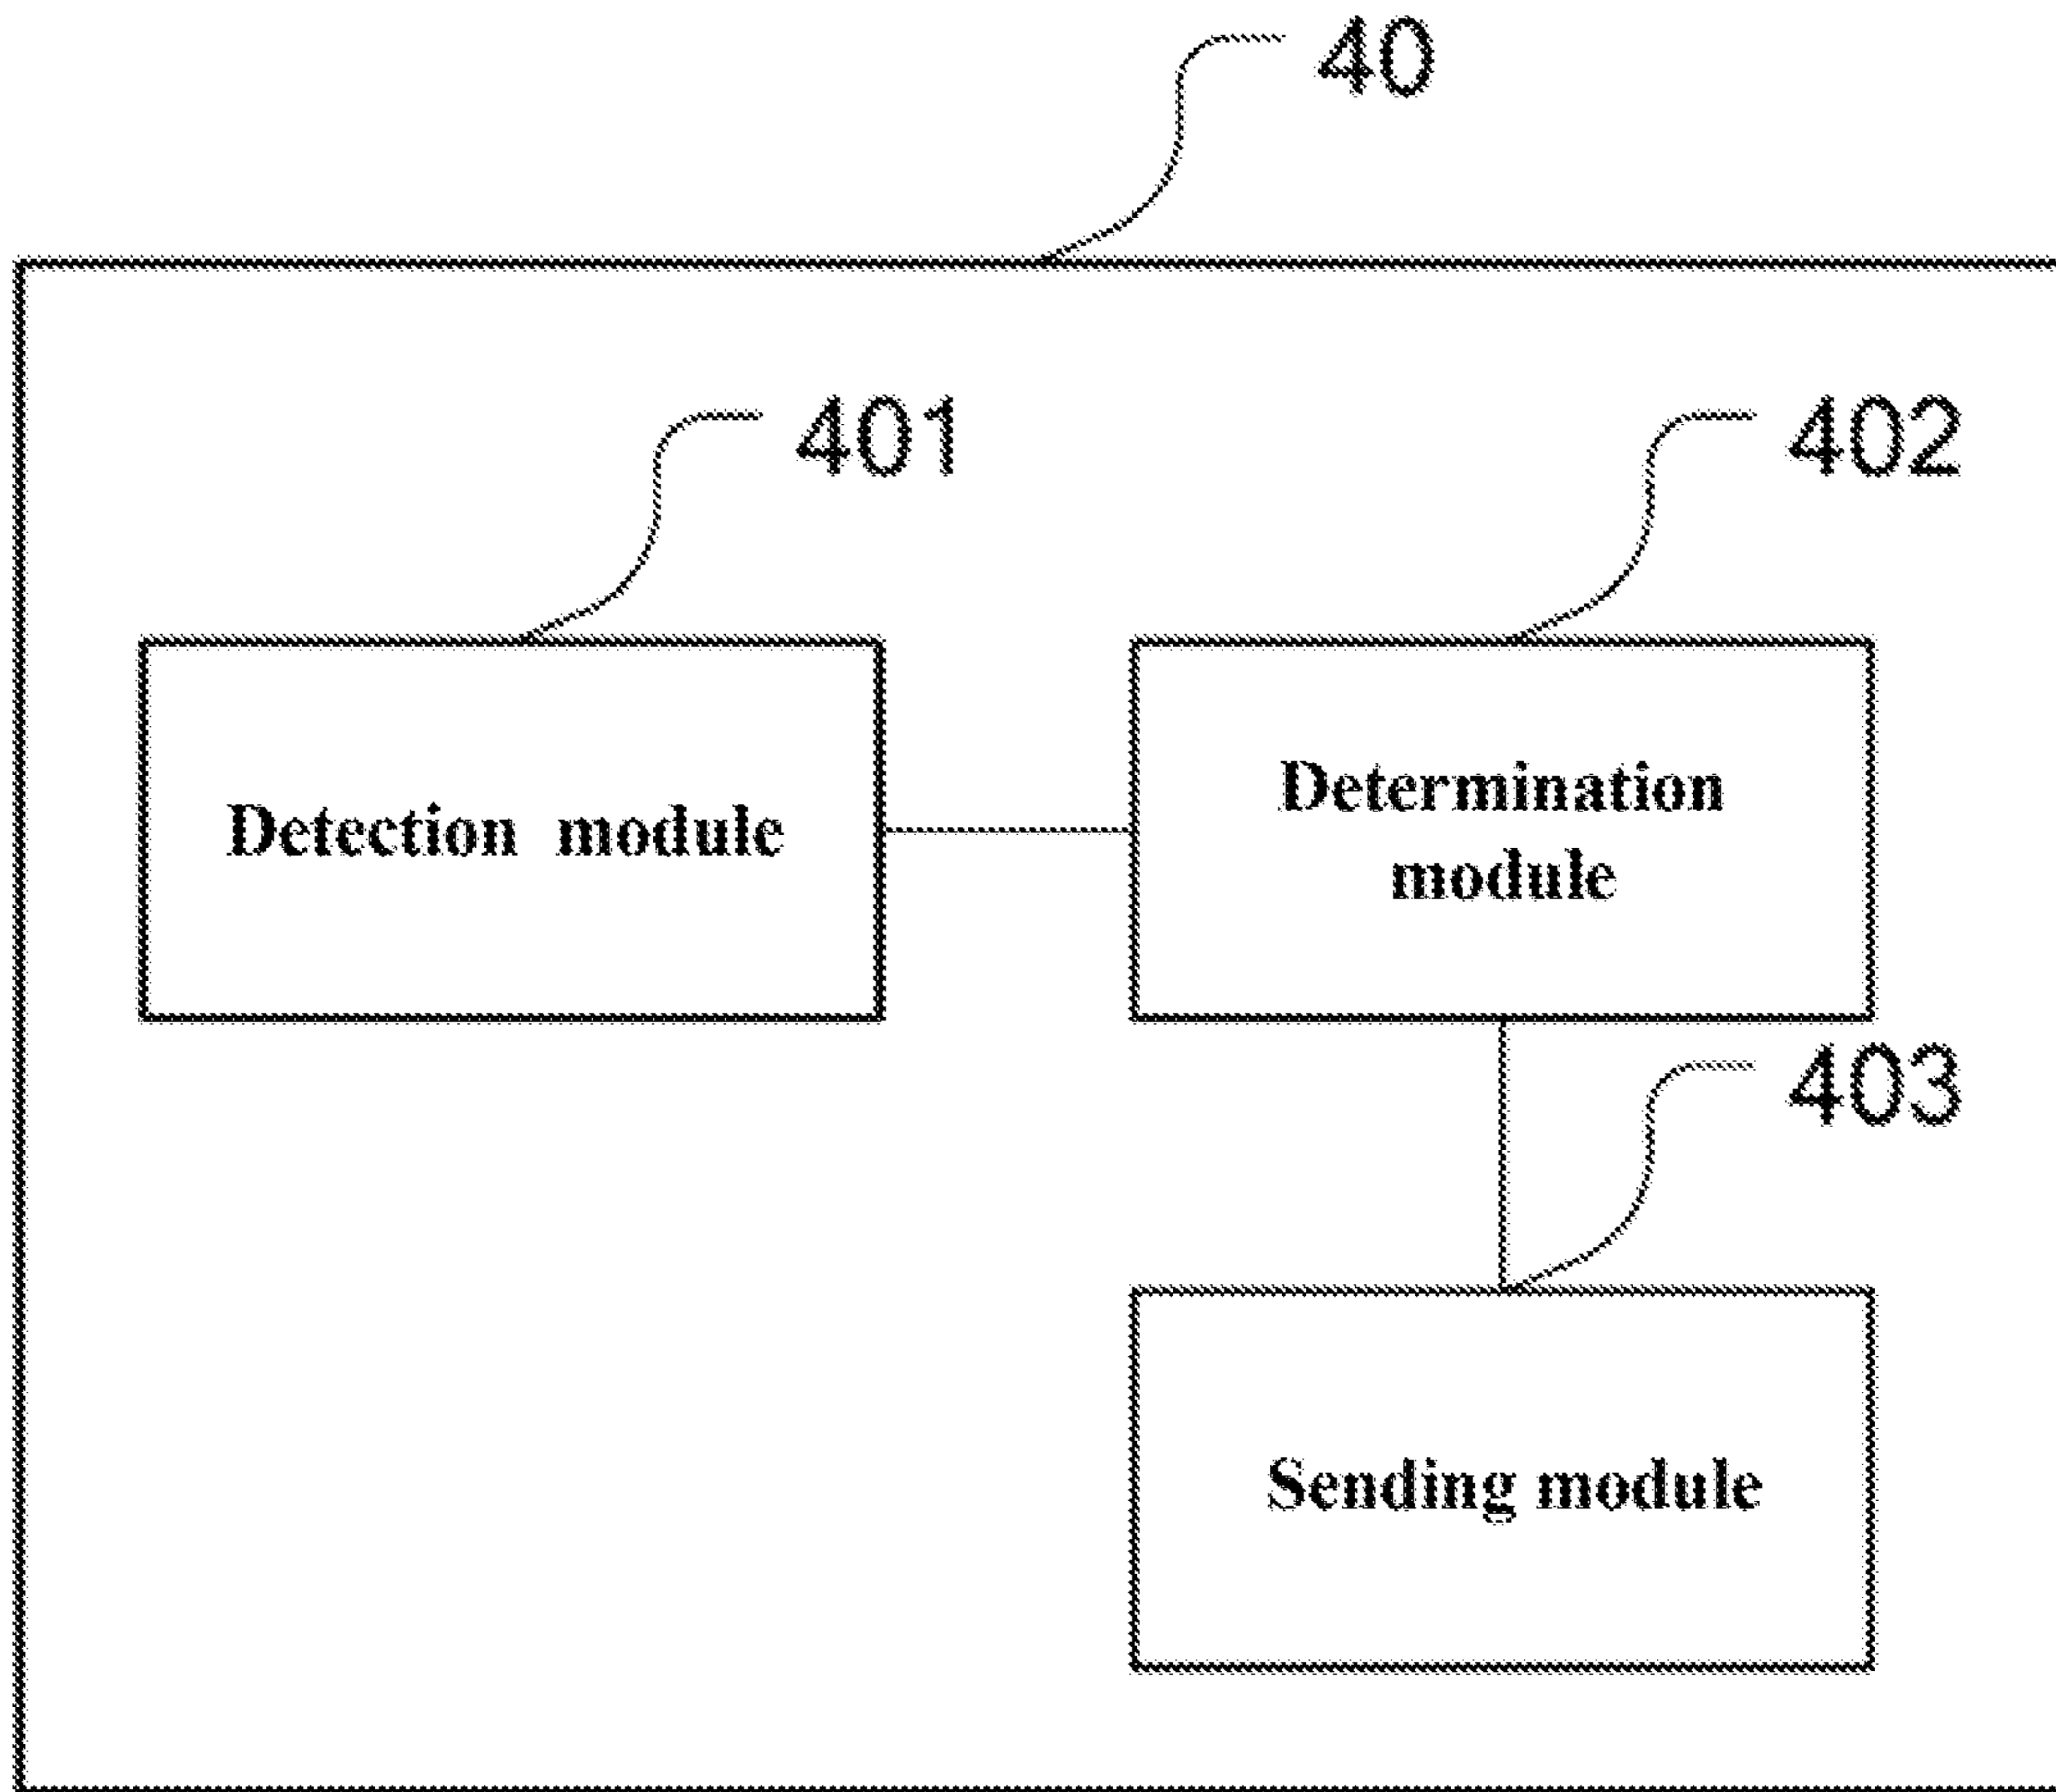 40
401
402
Detection module
Determination
module
403
Sending module